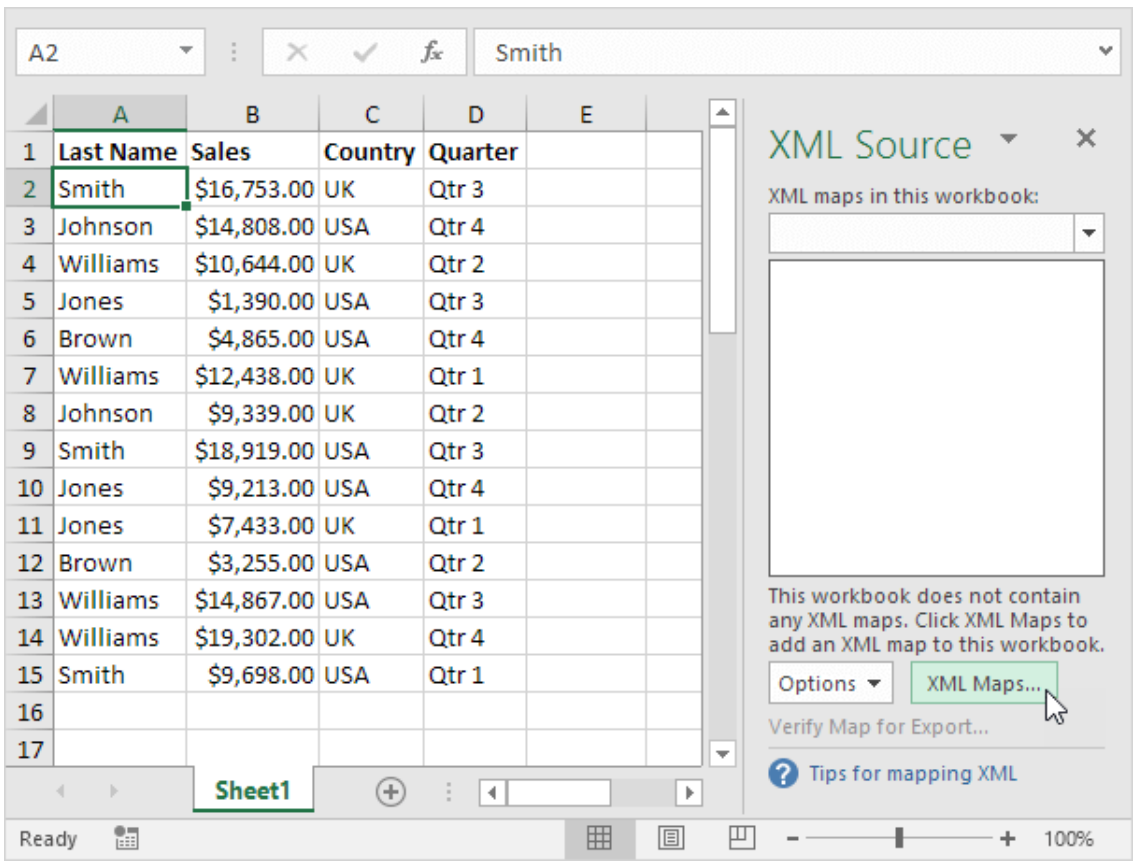 A2 fx Smith
A B C D E
1 Last Name Sales Country Quarter
2 Smith $16,753.00 UK Qtr 3
3 Johnson $14,808.00 USA Qtr 4
4 Williams $10,644.00 UK Qtr 2
5 Jones $1,390.00 USA Qtr 3
6 Brown $4,865.00 USA Qtr 4
7 Williams $12,438.00 UK Qtr 1
8 Johnson $9,339.00 UK Qtr 2
9 Smith $18,919.00 USA Qtr 3
10 Jones $9,213.00 USA Qtr 4
11 Jones $7,433.00 UK Qtr 1
12 Brown $3,255.00 USA Qtr 2
13 Williams $14,867.00 USA Qtr 3
14 Williams $19,302.00 UK Qtr 4
15 Smith $9,698.00 USA Qtr 1
16
17
Sheet1
XML Source
XML maps in this workbook:
This workbook does not contain
any XML maps. Click XML Maps to
add an XML map to this workbook.
Options XML Maps...
Verify Map for Export...
? Tips for mapping XML
Ready 100%